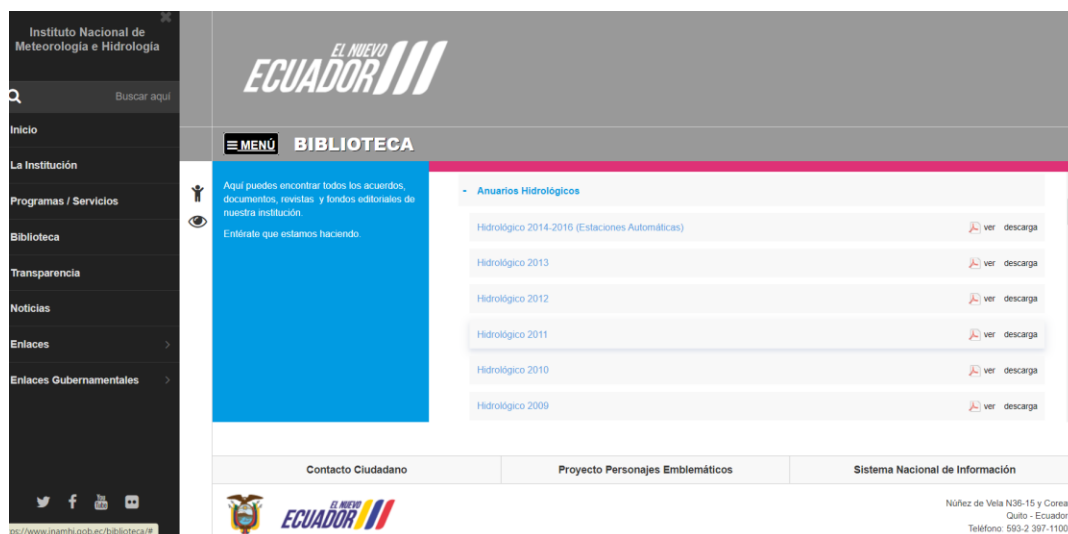 Instituto Nacional de
Meteorología e Hidrología
Buscar aquí
Inicio
La Institución
Programas / Servicios
Biblioteca
Transparencia
Noticias
Enlaces
Enlaces Gubernamentales
EL NUEVO
ECUADOR
MENÚ BIBLIOTECA
Aquí puedes encontrar todos los acuerdos,
documentos, revistas y fondos editoriales de
nuestra institución.
Entérate que estamos haciendo.
- Anuarios Hidrológicos
Hidrológico 2014-2016 (Estaciones Automáticas) ver descarga
Hidrológico 2013 ver descarga
Hidrológico 2012 ver descarga
Hidrológico 2011 ver descarga
Hidrológico 2010 ver descarga
Hidrológico 2009 ver descarga
Contacto Ciudadano Proyecto Personajes Emblemáticos Sistema Nacional de Información
EL NUEVO
ECUADOR
Núñez de Vela N36-15 y Corea
Quito - Ecuador
Teléfono: 593-2 397-1100
ps://www.inamhi.gob.ec/biblioteca/#